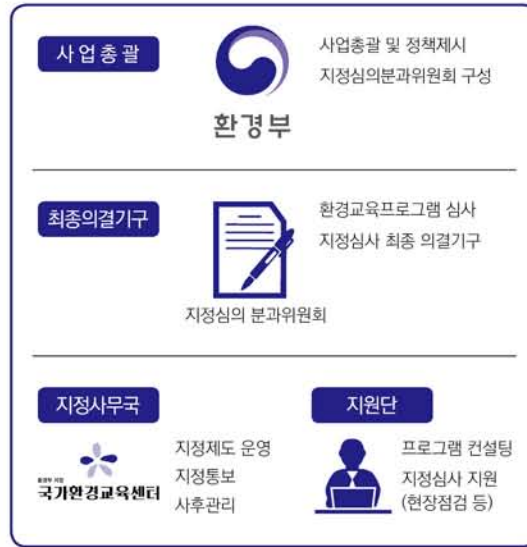 사업총괄
환경부
사업총괄 및 정책제시
지정심의분과위원회 구성
최종의결기구
지정심의 분과위원회
환경교육프로그램 심사
지정심사 최종 의결기구
지정사무국
환경부 지정
국가환경교육센터
지정제도 운영
지정통보
사후관리
지원단
프로그램 컨설팅
지정심사 지원
(현장점검 등)